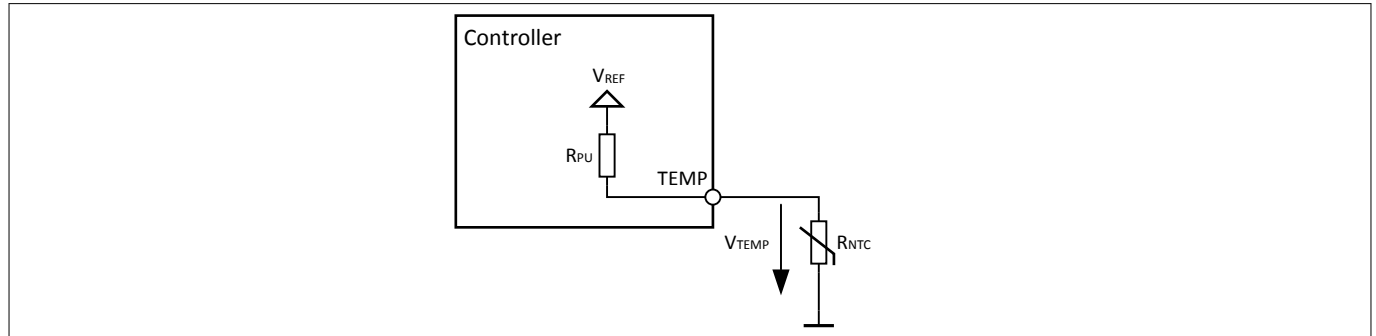 Controller
VREF
RPU
TEMP
VTEMP
RNTC